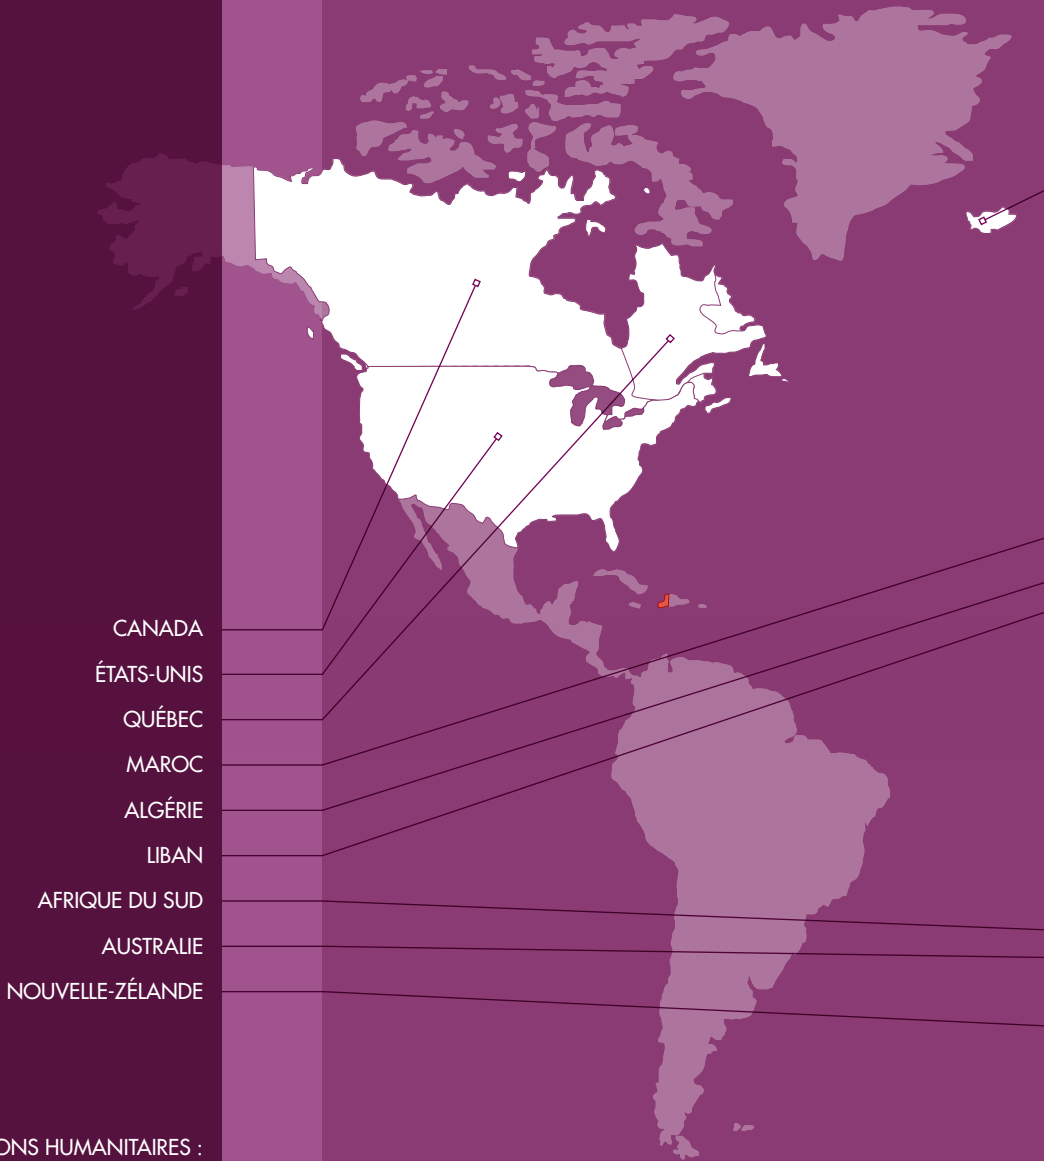 CANADA
ÉTATS-UNIS
QUÉBEC
MAROC
ALGÉRIE
LIBAN
AFRIQUE DU SUD
AUSTRALIE
NOUVELLE-ZÉLANDE
ONS HUMANITAIRES :